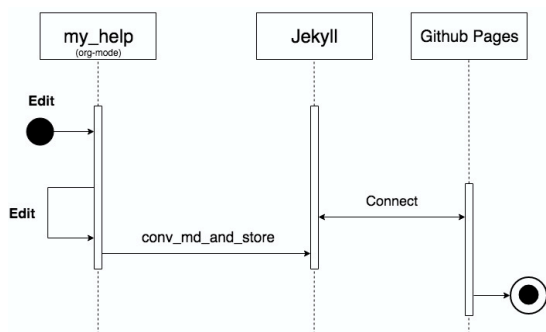 my_help
(org-mode)
Jekyll
Github Pages
Edit
Edit
conv_md_and_store
Connect